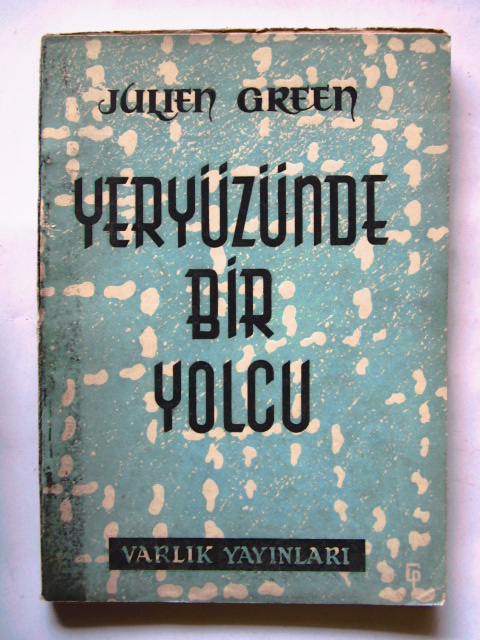 JULIEN GREEN
YERYÜZÜNDE
BİR
YOLCU
VARLIK YAYINLARI